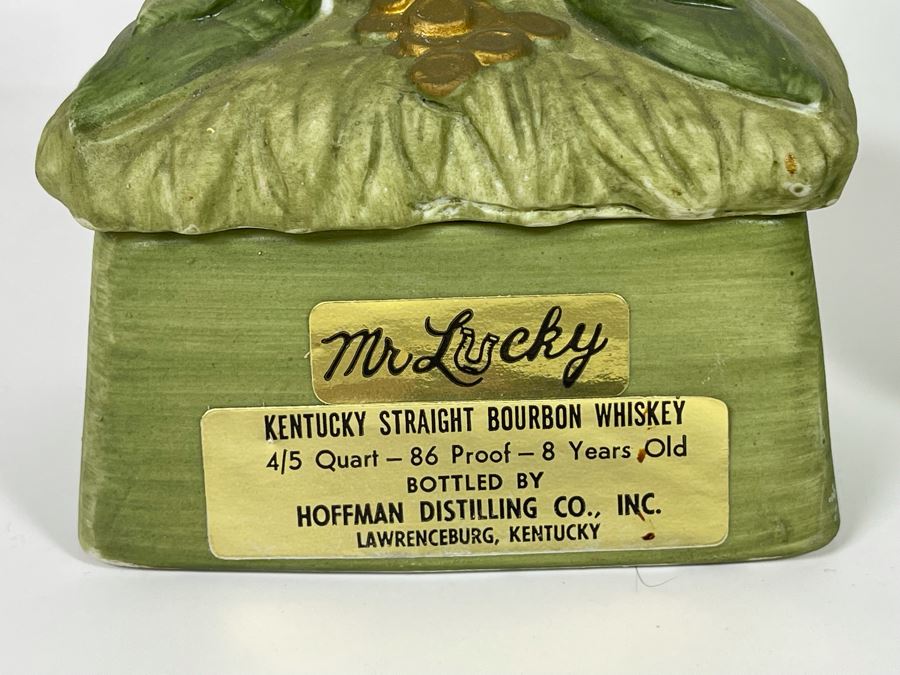 Mr Lucky
KENTUCKY STRAIGHT BOURBON WHISKEY
4/5 Quart – 86 Proof – 8 Years Old
BOTTLED BY
HOFFMAN DISTILLING CO., INC.
LAWRENCEBURG, KENTUCKY